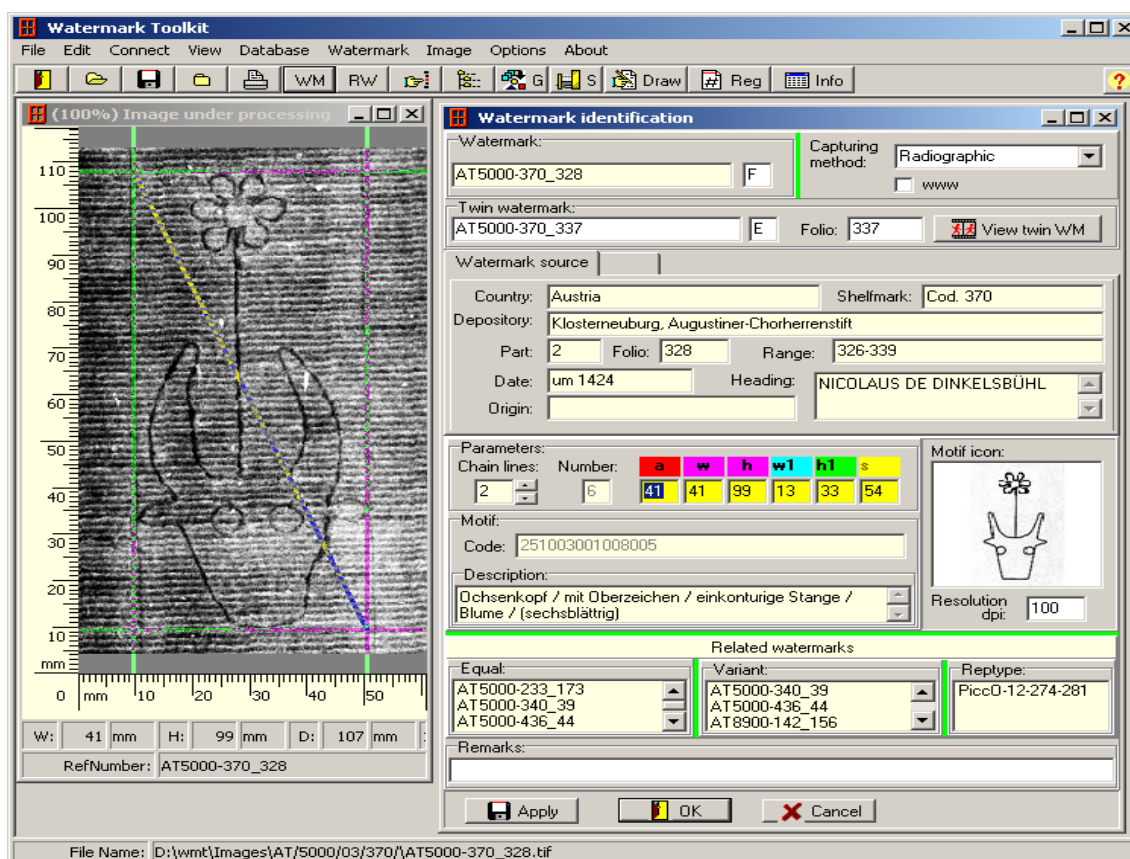 Watermark Toolkit
File Edit Connect View Database Watermark Image Options About
WM RW G S Draw Reg Info ?
(100%) Image under processing
110
100
90
80
70
60
50
40
30
20
10
mm
0 mm 10 20 30 40 50
W: 41 mm H: 99 mm D: 107 mm
RefNumber: AT5000-370_328
Watermark identification
Watermark:
AT5000-370_328 F
Capturing method: Radiographic
www
Twin watermark:
AT5000-370_337 E Folio: 337 View twin WM
Watermark source
Country: Austria Shelfmark: Cod. 370
Depository: Klosterneuburg, Augustiner-Chorherrenstift
Part: 2 Folio: 328 Range: 326-339
Date: um 1424 Heading: NICOLAUS DE DINKELSBÜHL
Origin:
Parameters:
Chain lines: Number: a w h w1 h1 s
2 6 41 41 99 13 33 54
Motif:
Code: 251003001008005
Description:
Ochsenkopf / mit Oberzeichen / einkonturige Stange /
Blume / (sechsblättrig)
Motif icon:
Resolution dpi: 100
Related watermarks
Equal:
AT5000-233_173
AT5000-340_39
AT5000-436_44
Variant:
AT5000-340_39
AT5000-436_44
AT8900-142_156
Reptype:
PiccO-12-274-281
Remarks:
Apply OK Cancel
File Name: D:\wmt\Images\AT/5000/03/370/\AT5000-370_328.tif